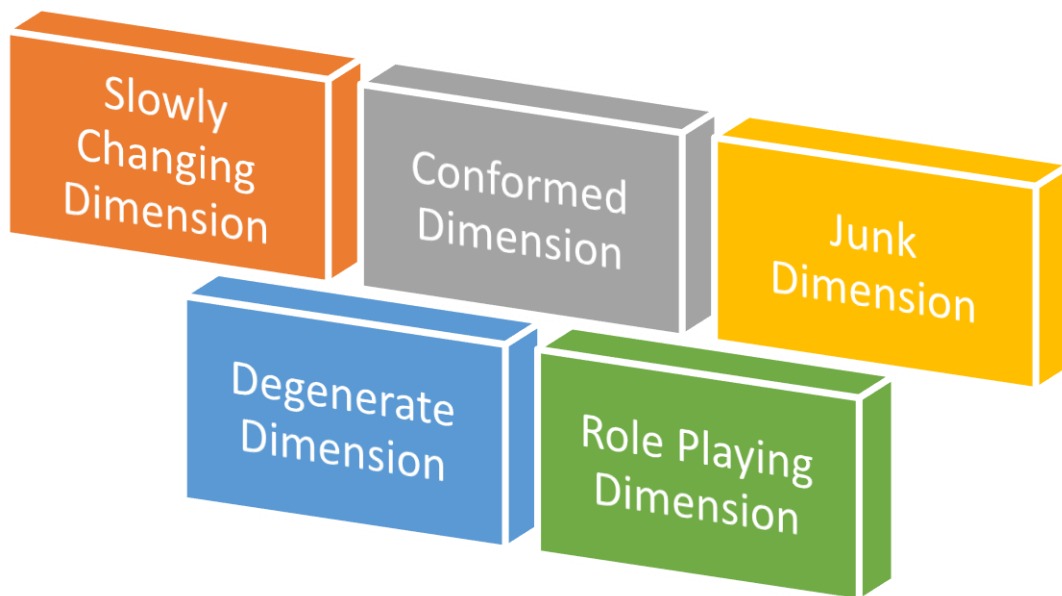 Slowly
Changing
Dimension
Conformed
Dimension
Junk
Dimension
Degenerate
Dimension
Role Playing
Dimension